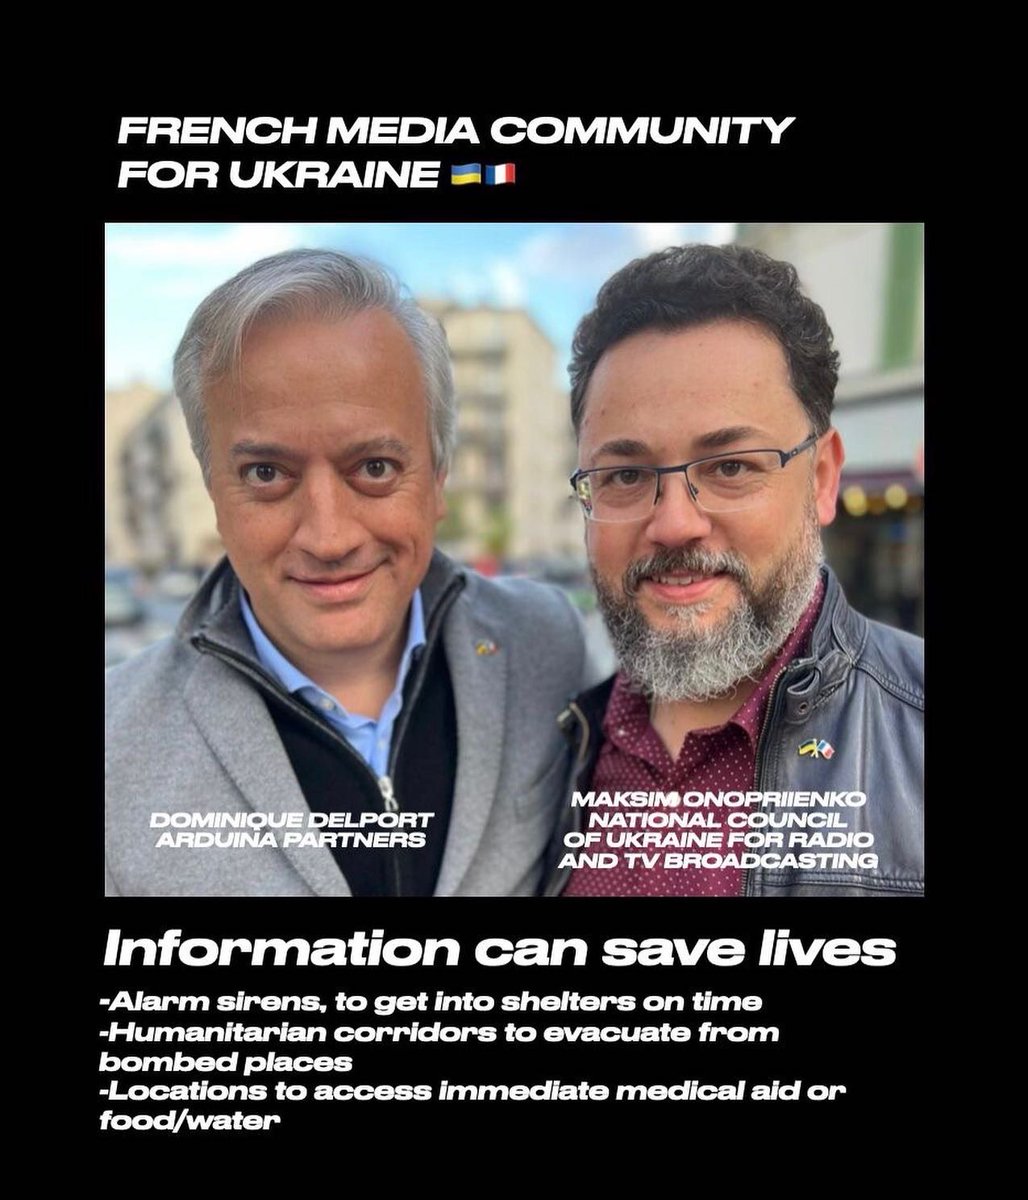 FRENCH MEDIA COMMUNITY
FOR UKRAINE 🇺🇦🇫🇷
DOMINIQUE DELPORT
ARDUINA PARTNERS
MAKSIM ONOPRIIENKO
NATIONAL COUNCIL
OF UKRAINE FOR RADIO
AND TV BROADCASTING
Information can save lives
-Alarm sirens, to get into shelters on time
-Humanitarian corridors to evacuate from
bombed places
-Locations to access immediate medical aid or
food/water